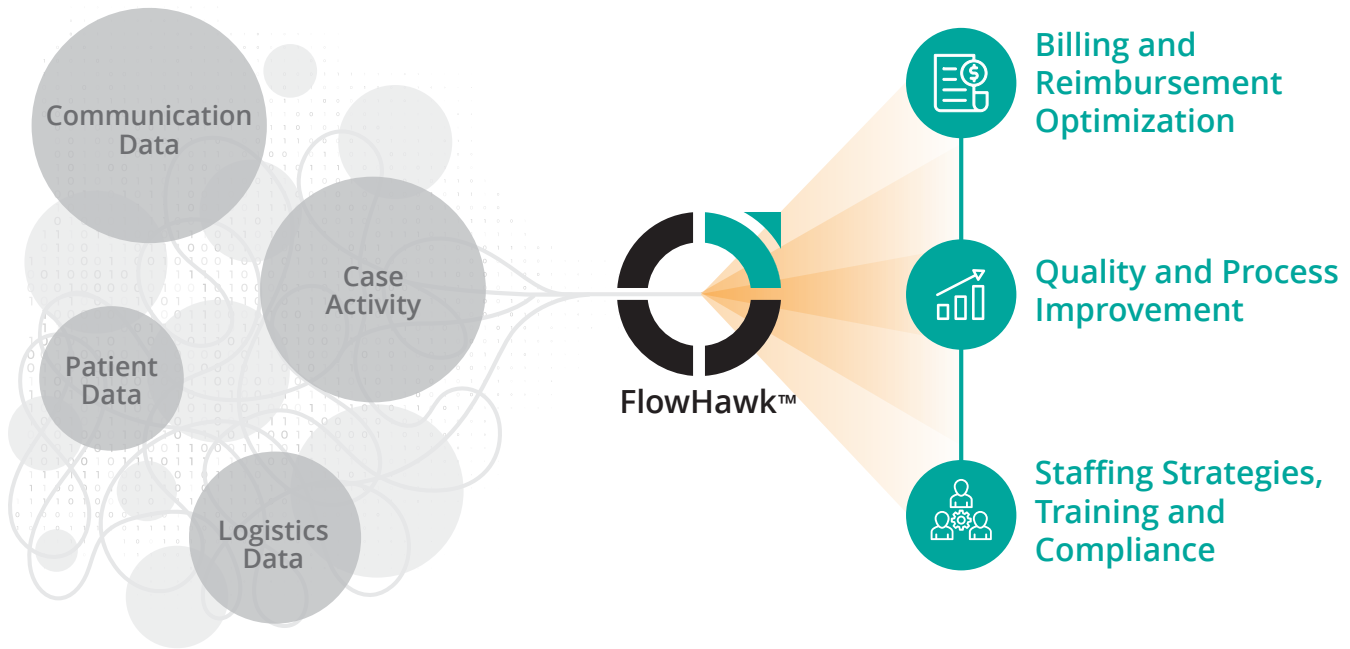 Communication
Data
Case
Activity
Patient
Data
Logistics
Data
FlowHawk™
Billing and
Reimbursement
Optimization
Quality and Process
Improvement
Staffing Strategies,
Training and
Compliance